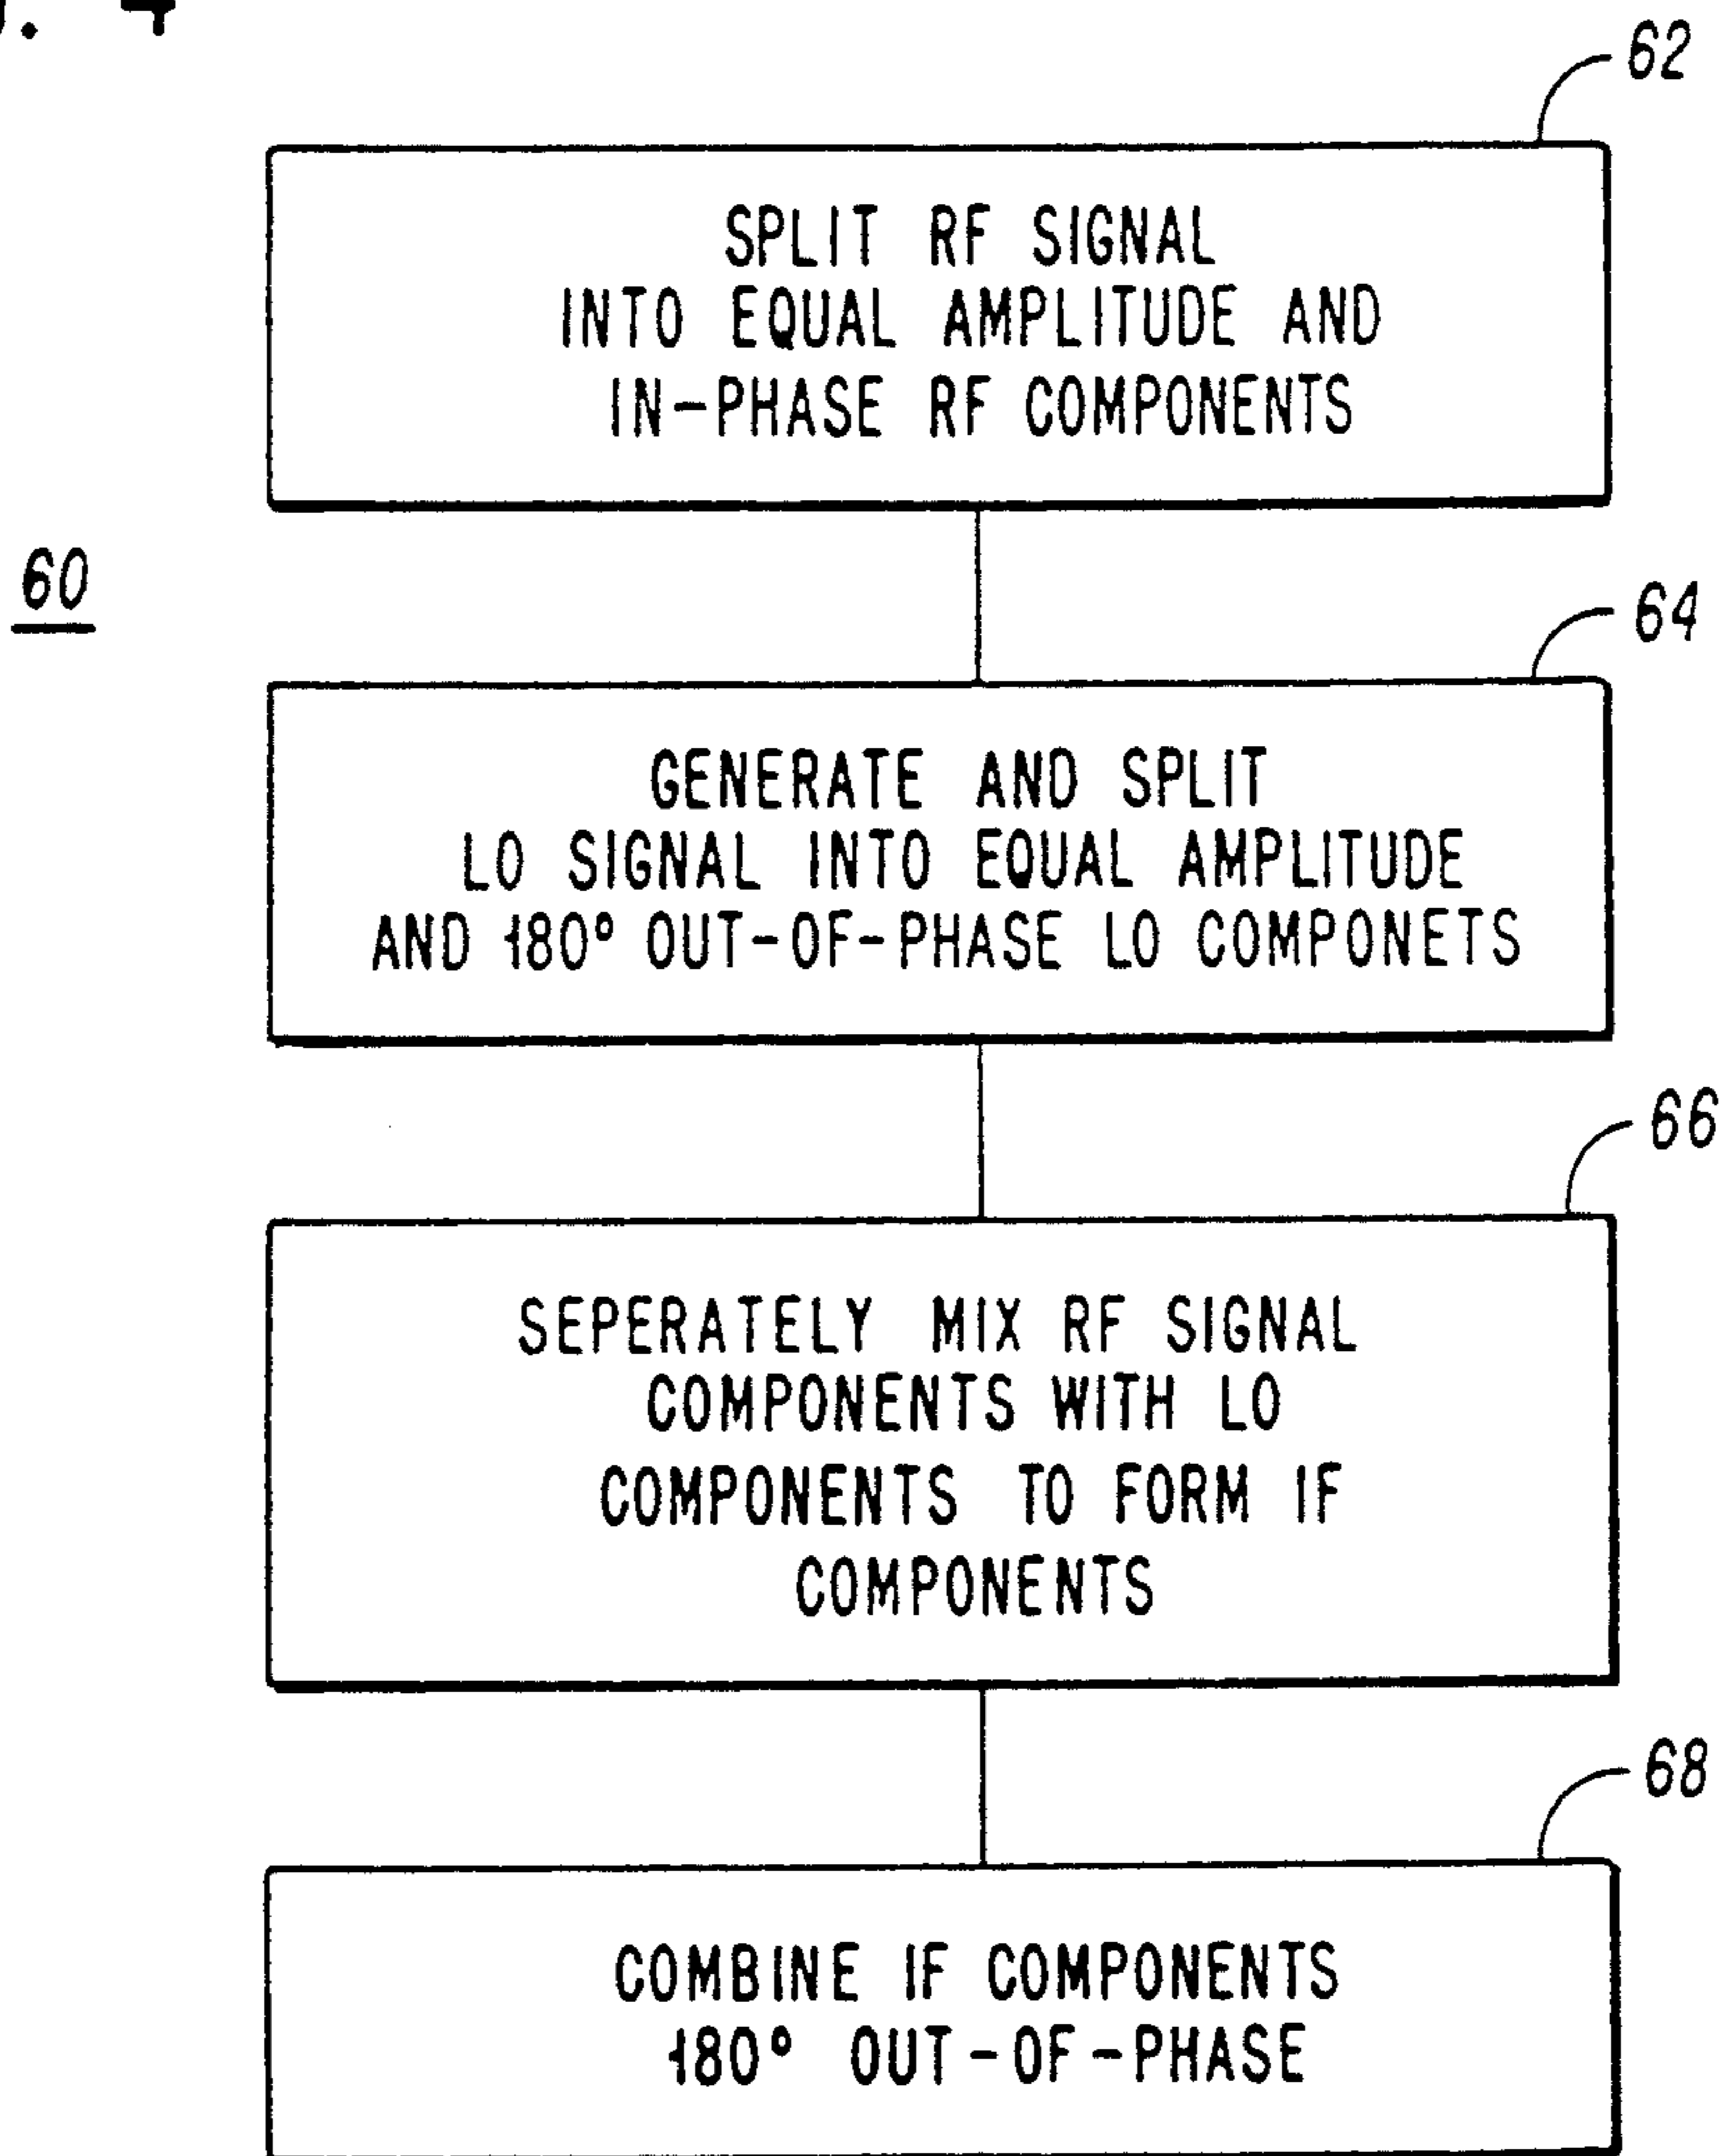 4
62
SPLIT RF SIGNAL
INTO EQUAL AMPLITUDE AND
IN-PHASE RF COMPONENTS
60
64
GENERATE AND SPLIT
LO SIGNAL INTO EQUAL AMPLITUDE
AND 180° OUT-OF-PHASE LO COMPONETS
66
SEPERATELY MIX RF SIGNAL
COMPONENTS WITH LO
COMPONENTS TO FORM IF
COMPONENTS
68
COMBINE IF COMPONENTS
180° OUT-OF-PHASE